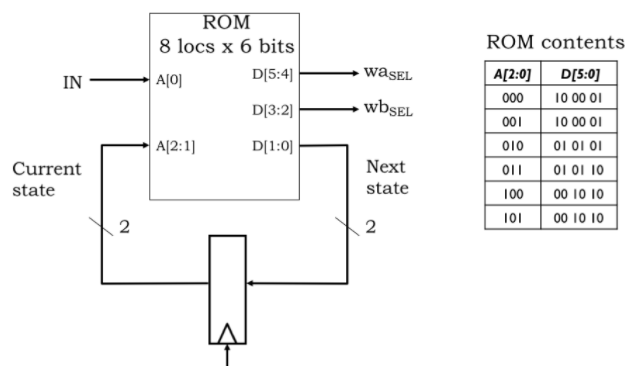 ROM
8 locs x 6 bits
IN
A[0]
D[5:4]
wa_SEL
D[3:2]
wb_SEL
A[2:1]
D[1:0]
Current
state
Next
state
2
2
ROM contents
A[2:0] D[5:0]
000 10 00 01
001 10 00 01
010 01 01 01
011 01 01 10
100 00 10 10
101 00 10 10